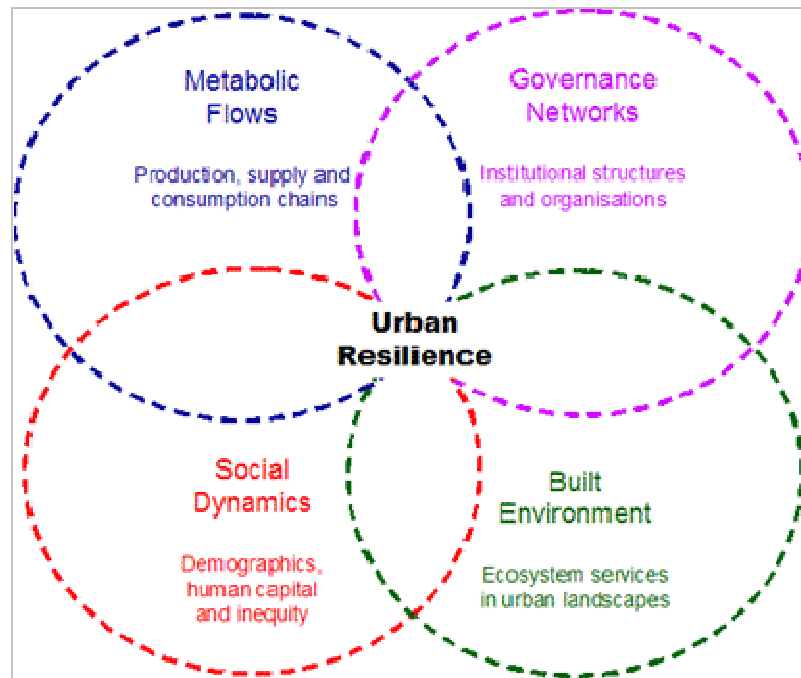 Metabolic
Flows
Production, supply and
consumption chains
Governance
Networks
Institutional structures
and organisations
Urban
Resilience
Social
Dynamics
Demographics,
human capital
and inequity
Built
Environment
Ecosystem services
in urban landscapes